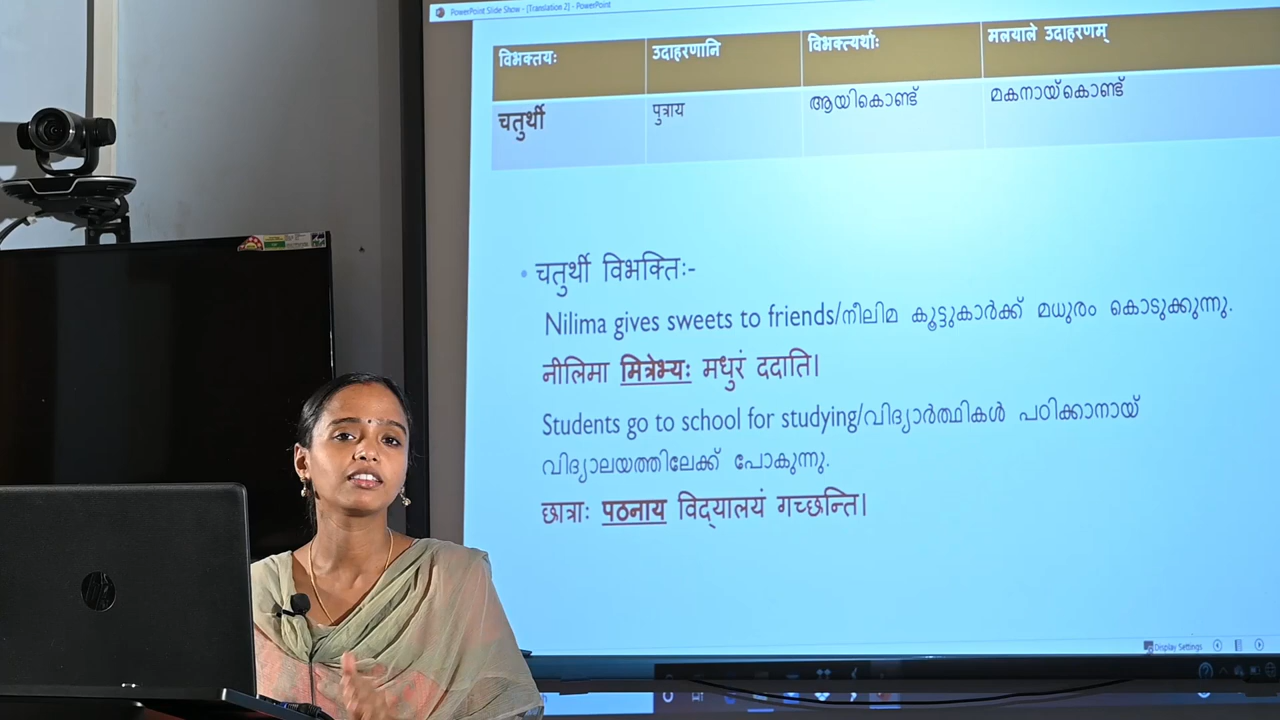 PowerPoint Slide Show - [Translation 2] - PowerPoint
विभक्तयः उदाहरणानि विभक्त्यर्थाः मलयाले उदाहरणम्
चतुर्थी पुत्राय ആയികൊണ്ട് മകനായ്കൊണ്ട്
• चतुर्थी विभक्तिः-
Nilima gives sweets to friends/നീലിമ കൂട്ടുകാർക്ക് മധുരം കൊടുക്കുന്നു.
नीलिमा मित्रेभ्यः मधुरं ददाति।
Students go to school for studying/വിദ്യാർത്ഥികൾ പഠിക്കാനായ്
വിദ്യാലയത്തിലേക്ക് പോകുന്നു.
छात्राः पठनाय विद्‌यालयं गच्छन्ति।
Display Settings
hp